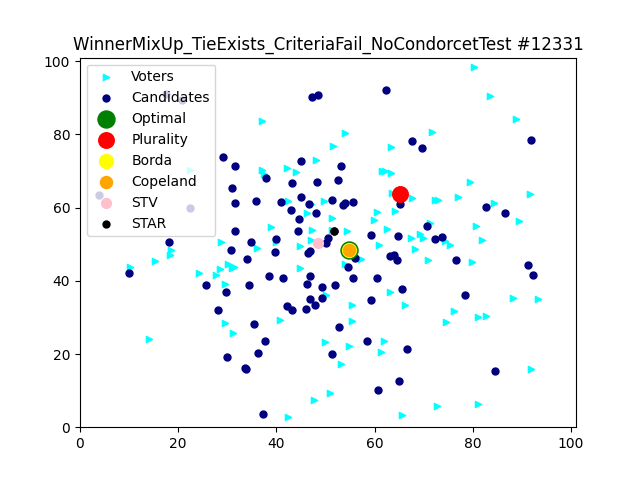 WinnerMixUp_TieExists_CriteriaFail_NoCondorcetTest #12331
100
80
60
40
20
0
Voters
Candidates
Optimal
Plurality
Borda
Copeland
STV
STAR
0 20 40 60 80 100